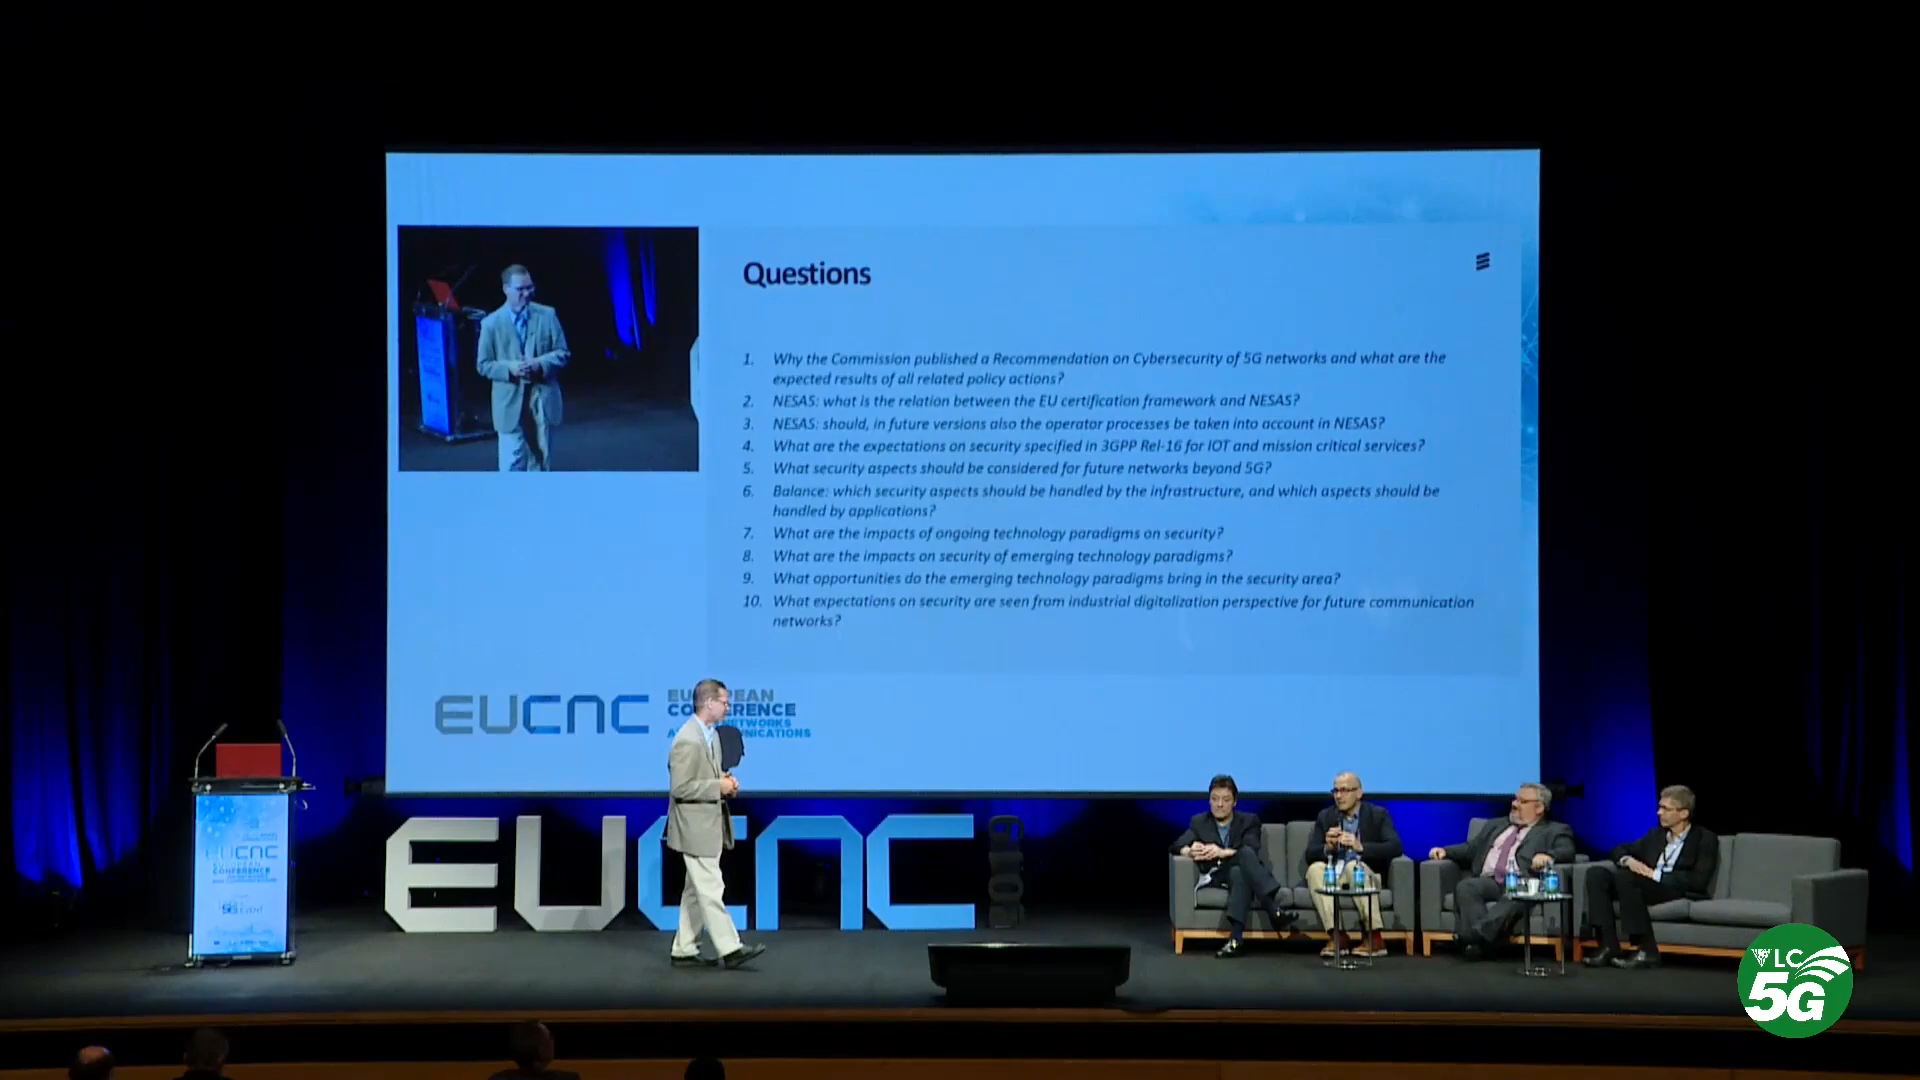 Questions
1. Why the Commission published a Recommendation on Cybersecurity of 5G networks and what are the
expected results of all related policy actions?
2. NESAS: what is the relation between the EU certification framework and NESAS?
3. NESAS: should, in future versions also the operator processes be taken into account in NESAS?
4. What are the expectations on security specified in 3GPP Rel-16 for IOT and mission critical services?
5. What security aspects should be considered for future networks beyond 5G?
6. Balance: which security aspects should be handled by the infrastructure, and which aspects should be
handled by applications?
7. What are the impacts of ongoing technology paradigms on security?
8. What are the impacts on security of emerging technology paradigms?
9. What opportunities do the emerging technology paradigms bring in the security area?
10. What expectations on security are seen from industrial digitalization perspective for future communication
networks?
EUCNC
EUCNC
EUCNC
EUROPEAN
CONFERENCE
5G
VLC
5G